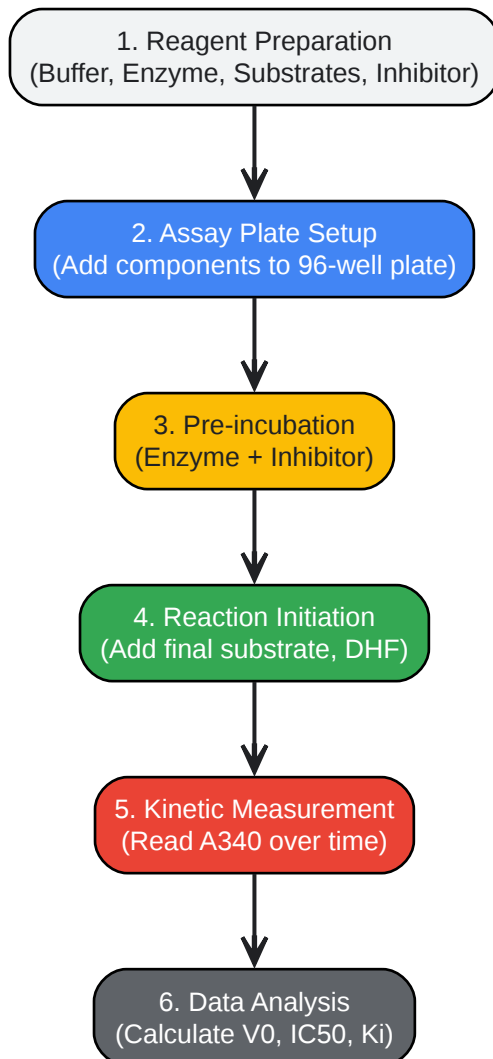 1. Reagent Preparation
(Buffer, Enzyme, Substrates, Inhibitor)
2. Assay Plate Setup
(Add components to 96-well plate)
3. Pre-incubation
(Enzyme + Inhibitor)
4. Reaction Initiation
(Add final substrate, DHF)
5. Kinetic Measurement
(Read A340 over time)
6. Data Analysis
(Calculate V0, IC50, Ki)